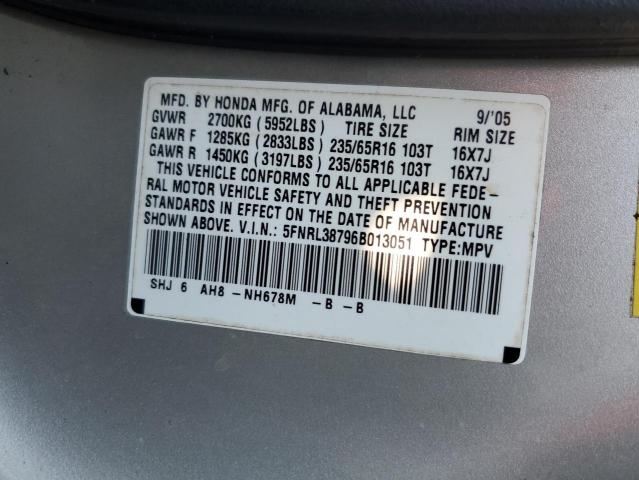 MFD. BY HONDA MFG. OF ALABAMA, LLC 9/'05
GVWR 2700KG (5952LBS) TIRE SIZE RIM SIZE
GAWR F 1285KG (2833LBS) 235/65R16 103T 16X7J
GAWR R 1450KG (3197LBS) 235/65R16 103T 16X7J
THIS VEHICLE CONFORMS TO ALL APPLICABLE FEDE-
RAL MOTOR VEHICLE SAFETY AND THEFT PREVENTION
STANDARDS IN EFFECT ON THE DATE OF MANUFACTURE
SHOWN ABOVE. V.I.N.: 5FNRL38796B013051 TYPE:MPV
SHJ 6 AH8 -NH678M -B -B